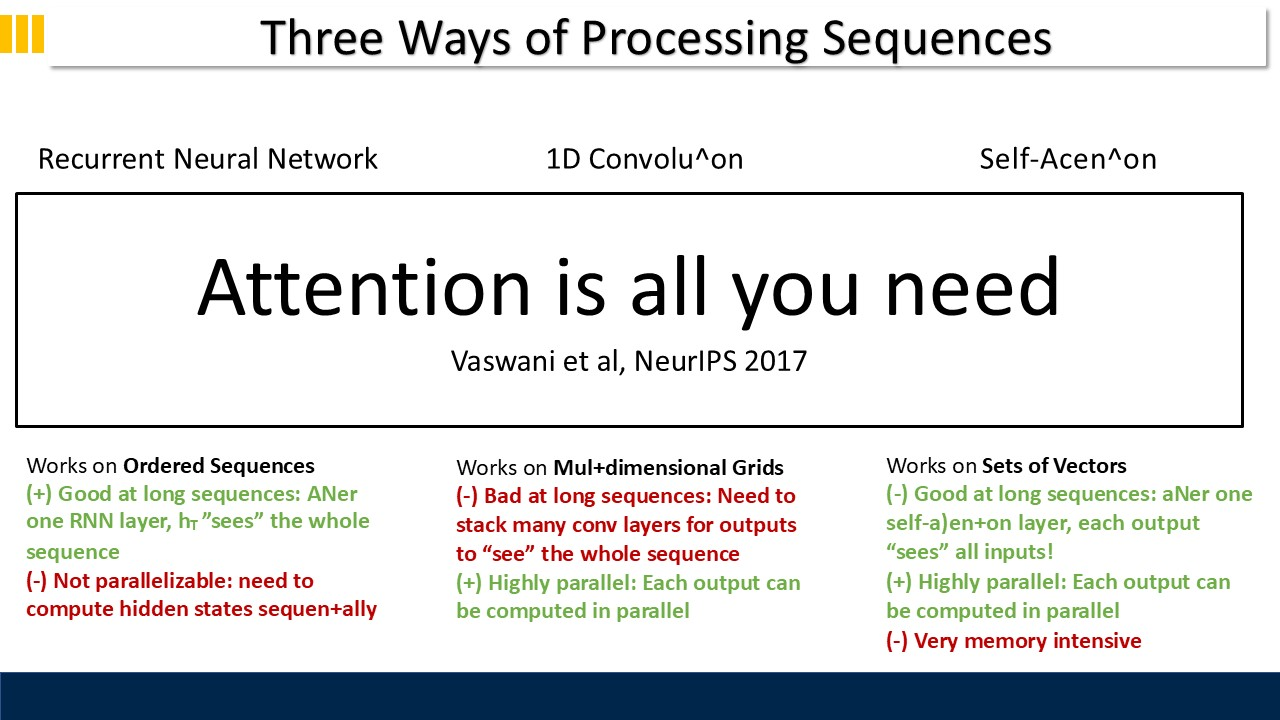 Three Ways of Processing Sequences
Recurrent Neural Network
1D Convolu^on
Self-Acen^on
Attention is all you need
Vaswani et al, NeurIPS 2017
Works on Ordered Sequences
(+) Good at long sequences: ANer
one RNN layer, hT ”sees” the whole
sequence
(-) Not parallelizable: need to
compute hidden states sequen+ally
Works on Mul+dimensional Grids
(-) Bad at long sequences: Need to
stack many conv layers for outputs
to “see” the whole sequence
(+) Highly parallel: Each output can
be computed in parallel
Works on Sets of Vectors
(-) Good at long sequences: aNer one
self-a)en+on layer, each output
“sees” all inputs!
(+) Highly parallel: Each output can
be computed in parallel
(-) Very memory intensive